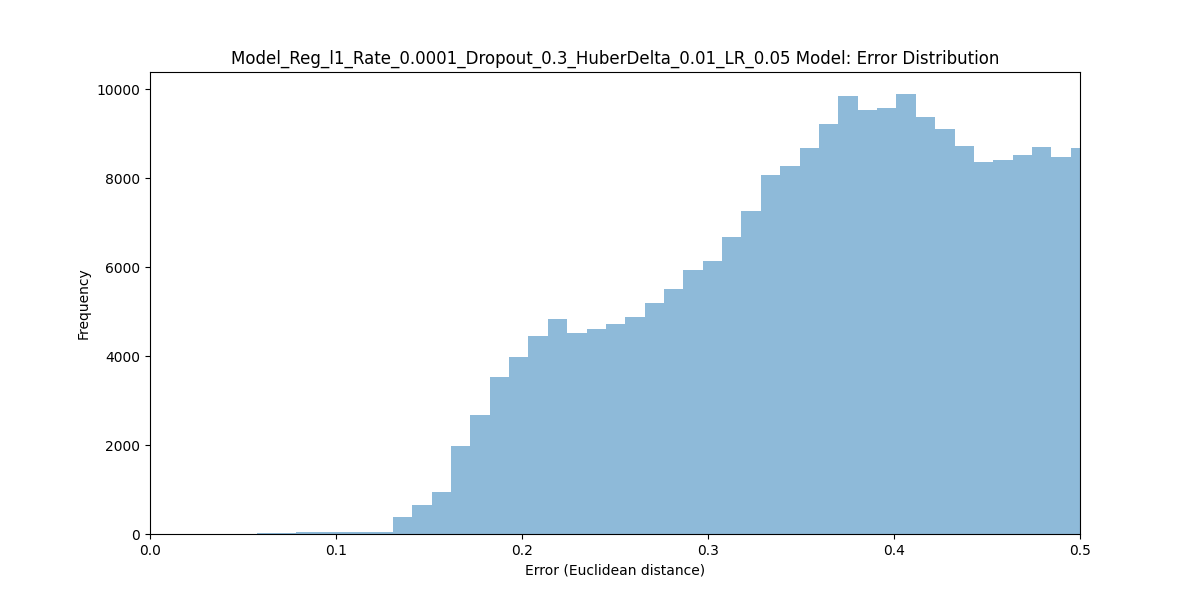 Model_Reg_l1_Rate_0.0001_Dropout_0.3_HuberDelta_0.01_LR_0.05 Model: Error Distribution
10000
8000
6000
4000
2000
0
Frequency
0.0 0.1 0.2 0.3 0.4 0.5
Error (Euclidean distance)